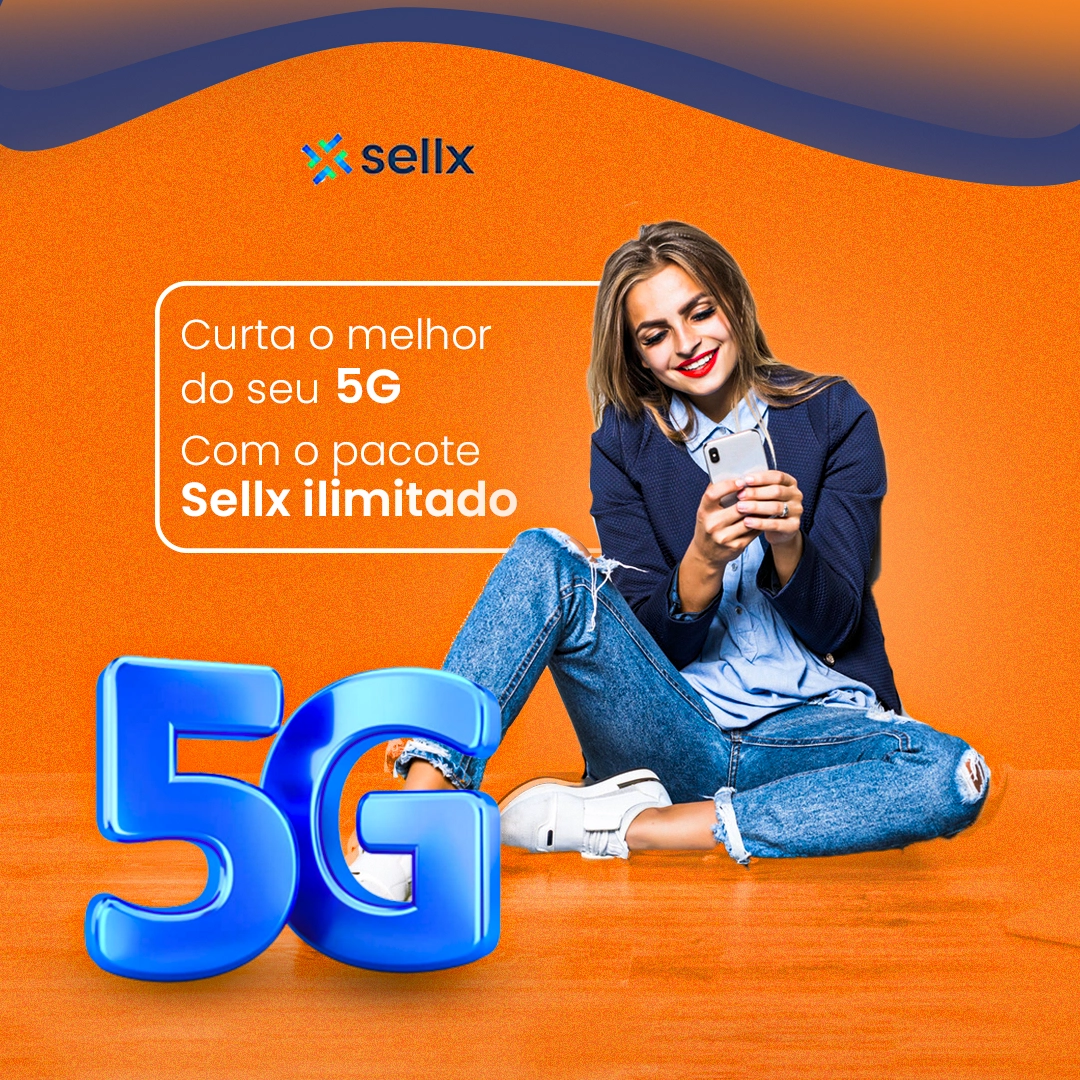 sellx
Curta o melhor
do seu 5G
Com o pacote
Sellx ilimitado
5G